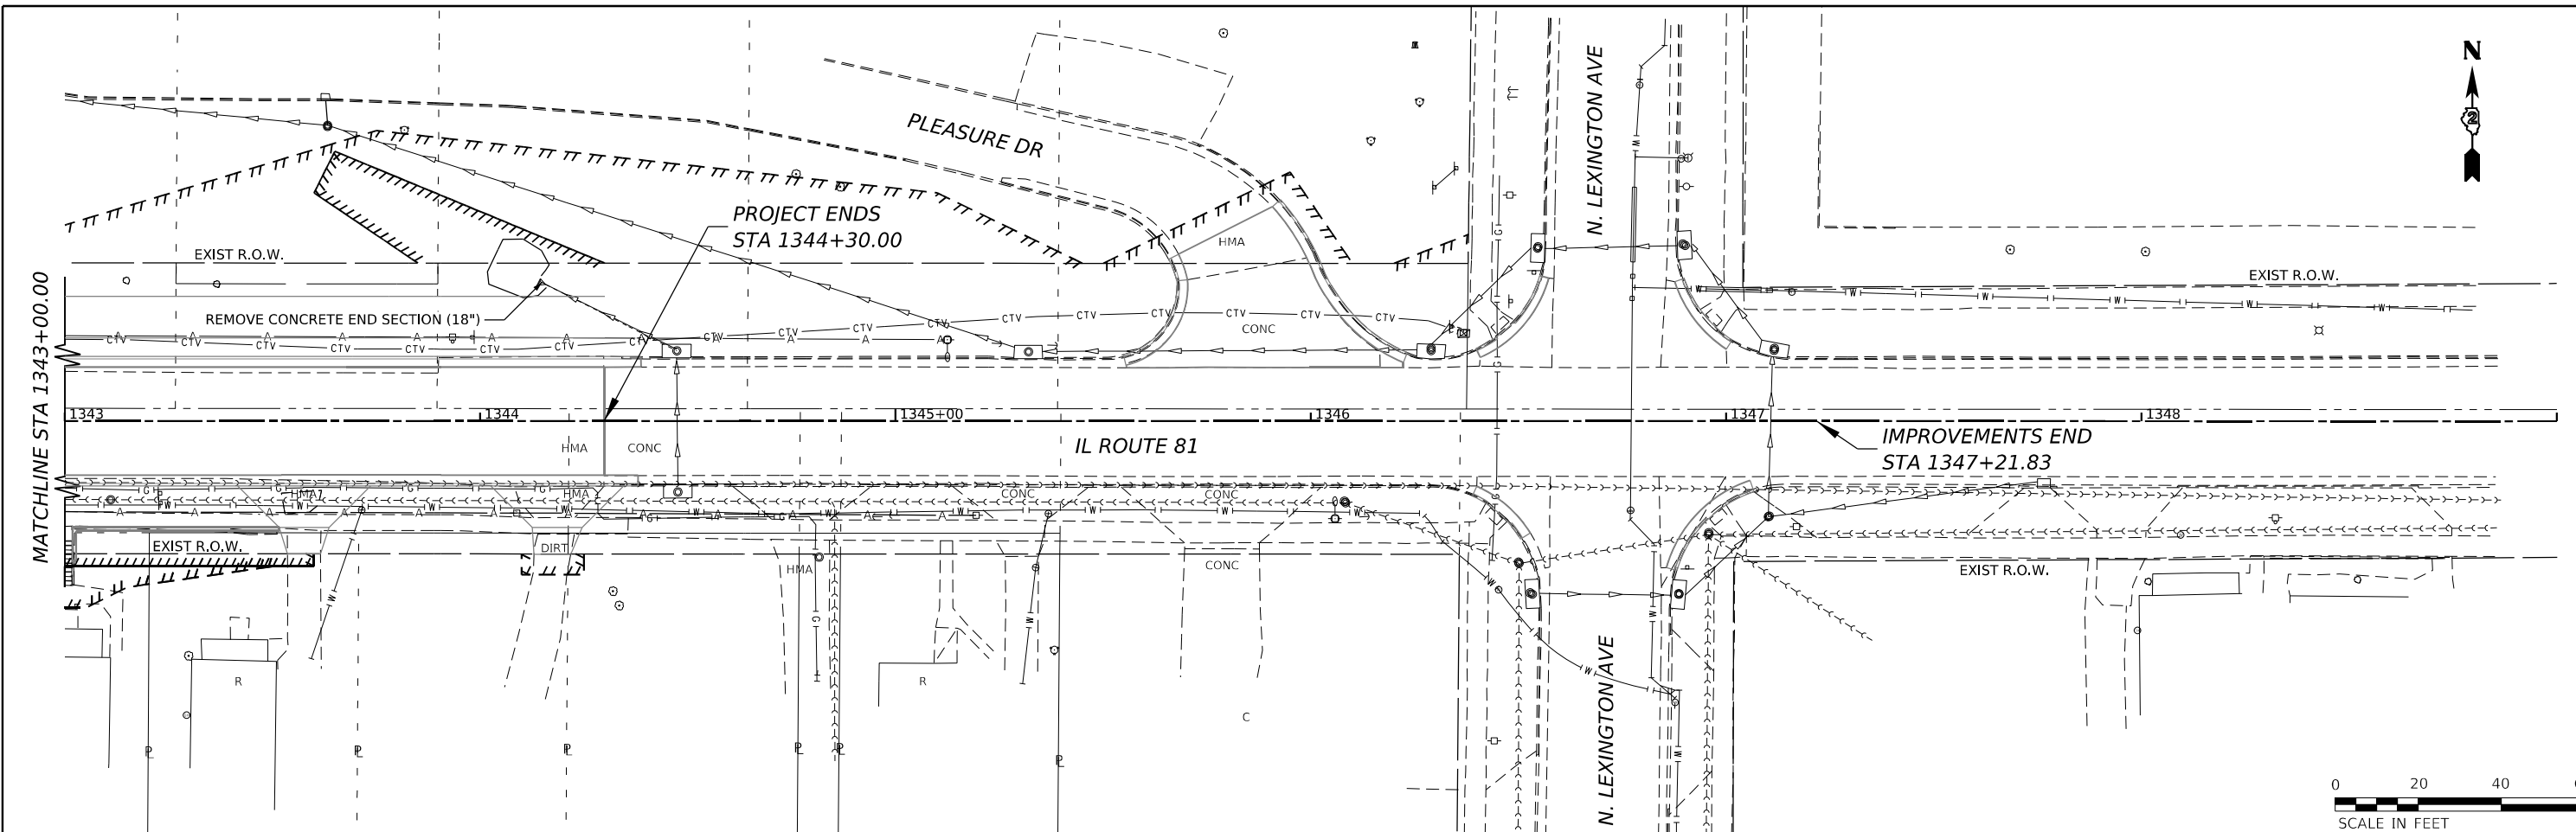 N. LEXINGTON AVE
N
2
PLEASURE DR
PROJECT ENDS
STA 1344+30.00
HMA
EXIST R.O.W.
EXIST R.O.W.
REMOVE CONCRETE END SECTION (18")
CONC
MATCHLINE STA 1343+00.00
1343
1344
1345+00
1346
1347
1348
HMA
CONC
IL ROUTE 81
IMPROVEMENTS END
STA 1347+21.83
HMA
HMA
CONC
CONC
EXIST R.O.W.
DIRT
HMA
CONC
EXIST R.O.W.
R
R
C
N. LEXINGTON AVE
0 20 40
SCALE IN FEET